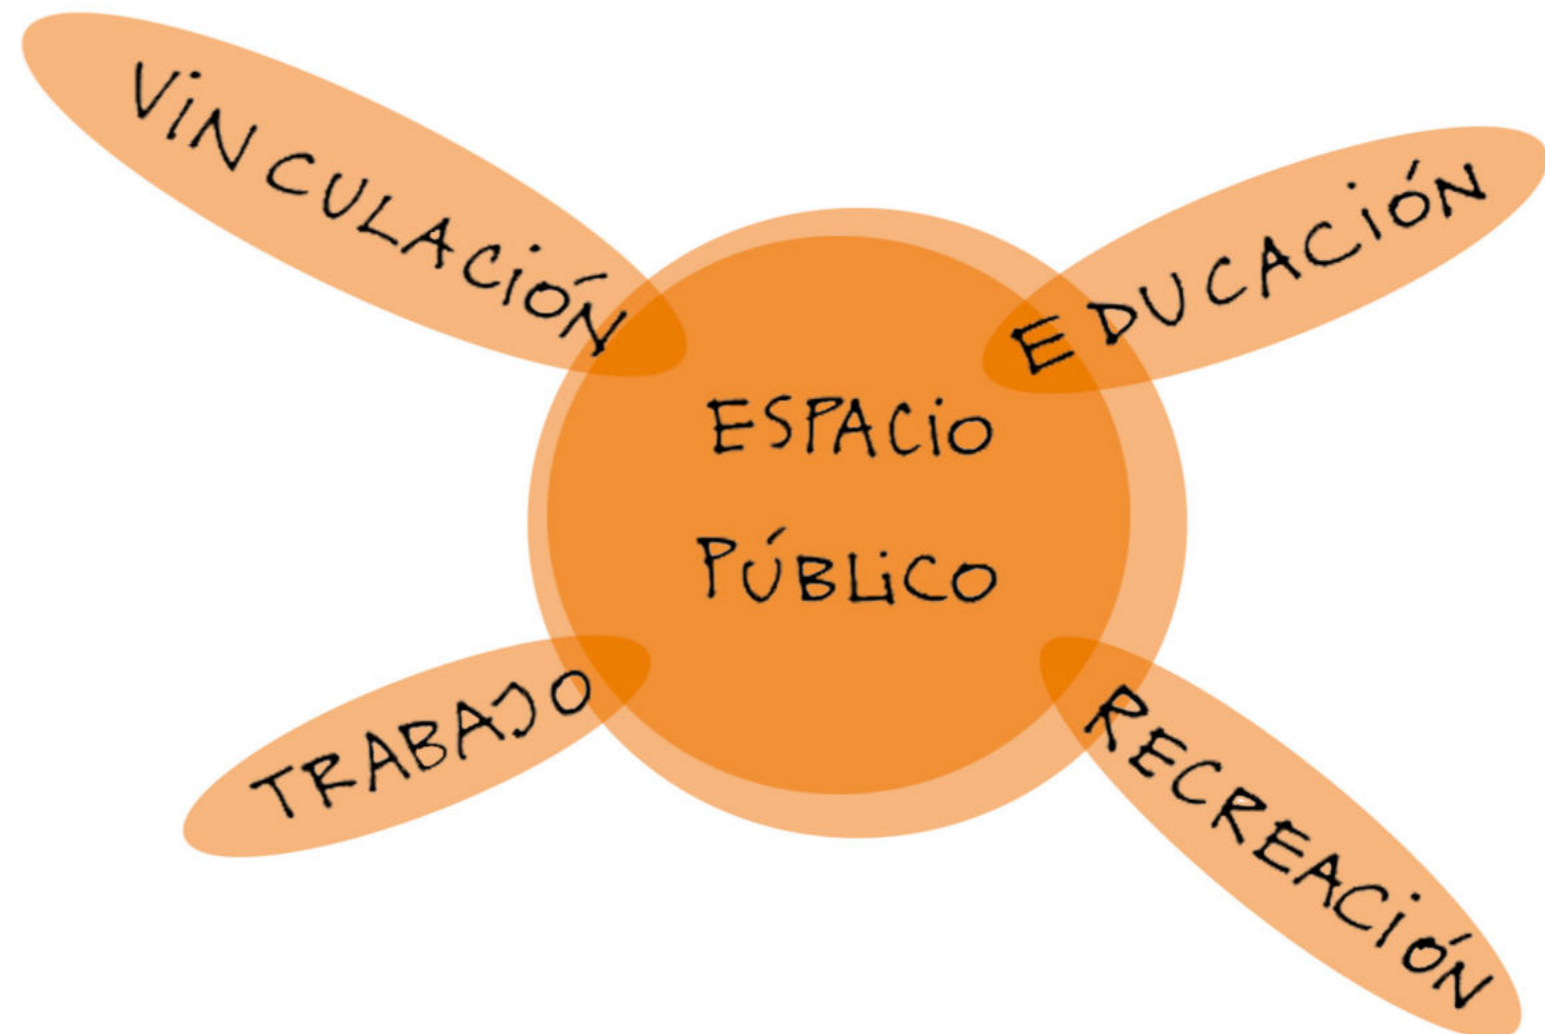 VINCULACIÓN
EDUCACIÓN
ESPACIO
PÚBLICO
TRABAJO
RECREACIÓN